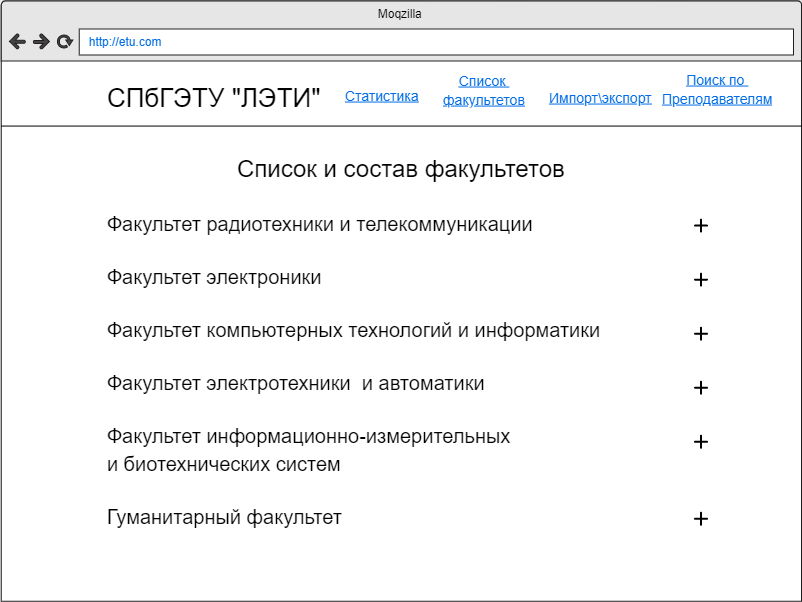 Moqzilla
http://etu.com
СПбГЭТУ "ЛЭТИ"
Статистика
Список
факультетов
Импорт\экспорт
Поиск по
Преподавателям
Список и состав факультетов
Факультет радиотехники и телекоммуникации
Факультет электроники
Факультет компьютерных технологий и информатики
Факультет электротехники  и автоматики
Факультет информационно-измерительных
и биотехнических систем
Гуманитарный факультет